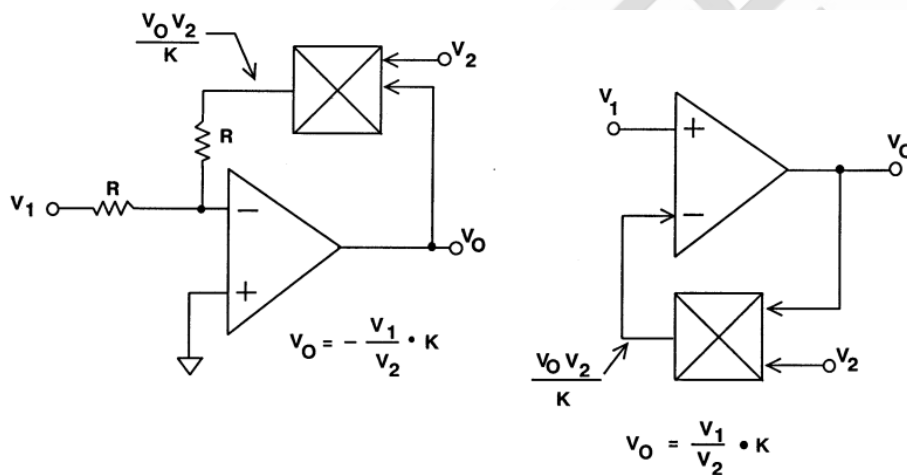 V_O V_2
K
V_2
R
V_1
R
−
+
V_O
V_O = − V_1 / V_2 • K
V_1
+
−
V_O
V_O V_2
K
V_2
V_O = V_1 / V_2 • K